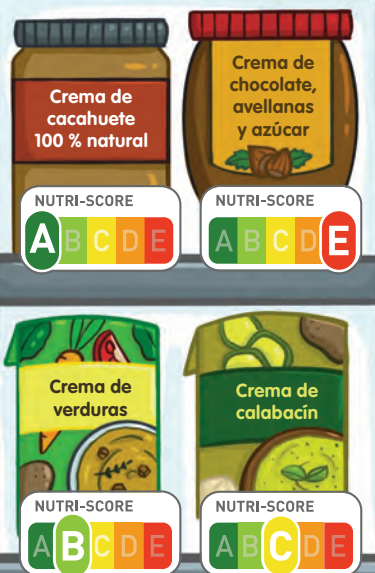 Crema de
cacahuete
100 % natural
Crema de
chocolate,
avellanas
y azúcar
NUTRI-SCORE
A B C D E
NUTRI-SCORE
A B C D E
Crema de
verduras
Crema de
calabacín
NUTRI-SCORE
A B C D E
NUTRI-SCORE
A B C D E